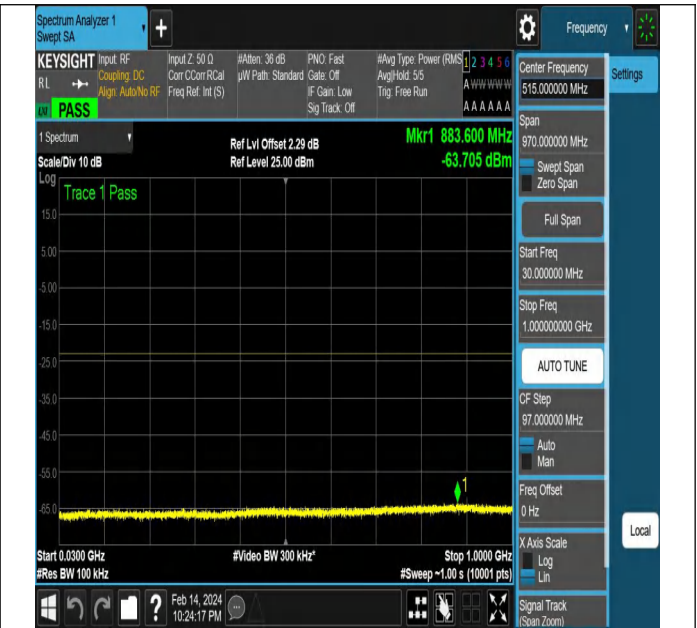 Spectrum Analyzer 1
Swept SA
+
Frequency
KEYSIGHT
Input: RF
Input Z: 50 Ω
#Atten: 36 dB
PNO: Fast
#Avg Type: Power (RMS
1 2 3 4 5 6
RL
Coupling: DC
Corr CCorr RCal
µW Path: Standard
Gate: Off
Avg|Hold: 5/5
A W W W W W
Align: Auto/No RF
Freq Ref: Int (S)
IF Gain: Low
Trig: Free Run
Sig Track: Off
A A A A A A
PASS
1 Spectrum
Ref Lvl Offset 2.29 dB
Mkr1 883.600 MHz
Scale/Div 10 dB
Ref Level 25.00 dBm
-63.705 dBm
Log
Trace 1 Pass
15.0
5.00
-5.00
-15.0
-25.0
-35.0
-45.0
-55.0
-65.0
1
Start 0.0300 GHz
#Video BW 300 kHz*
Stop 1.0000 GHz
#Res BW 100 kHz
#Sweep ~1.00 s (10001 pts)
?
Feb 14, 2024
10:24:17 PM
Settings
Center Frequency
515.000000 MHz
Span
970.000000 MHz
Swept Span
Zero Span
Full Span
Start Freq
30.000000 MHz
Stop Freq
1.000000000 GHz
AUTO TUNE
CF Step
97.000000 MHz
Auto
Man
Freq Offset
0 Hz
X Axis Scale
Log
Lin
Signal Track
(Span Zoom)
Local